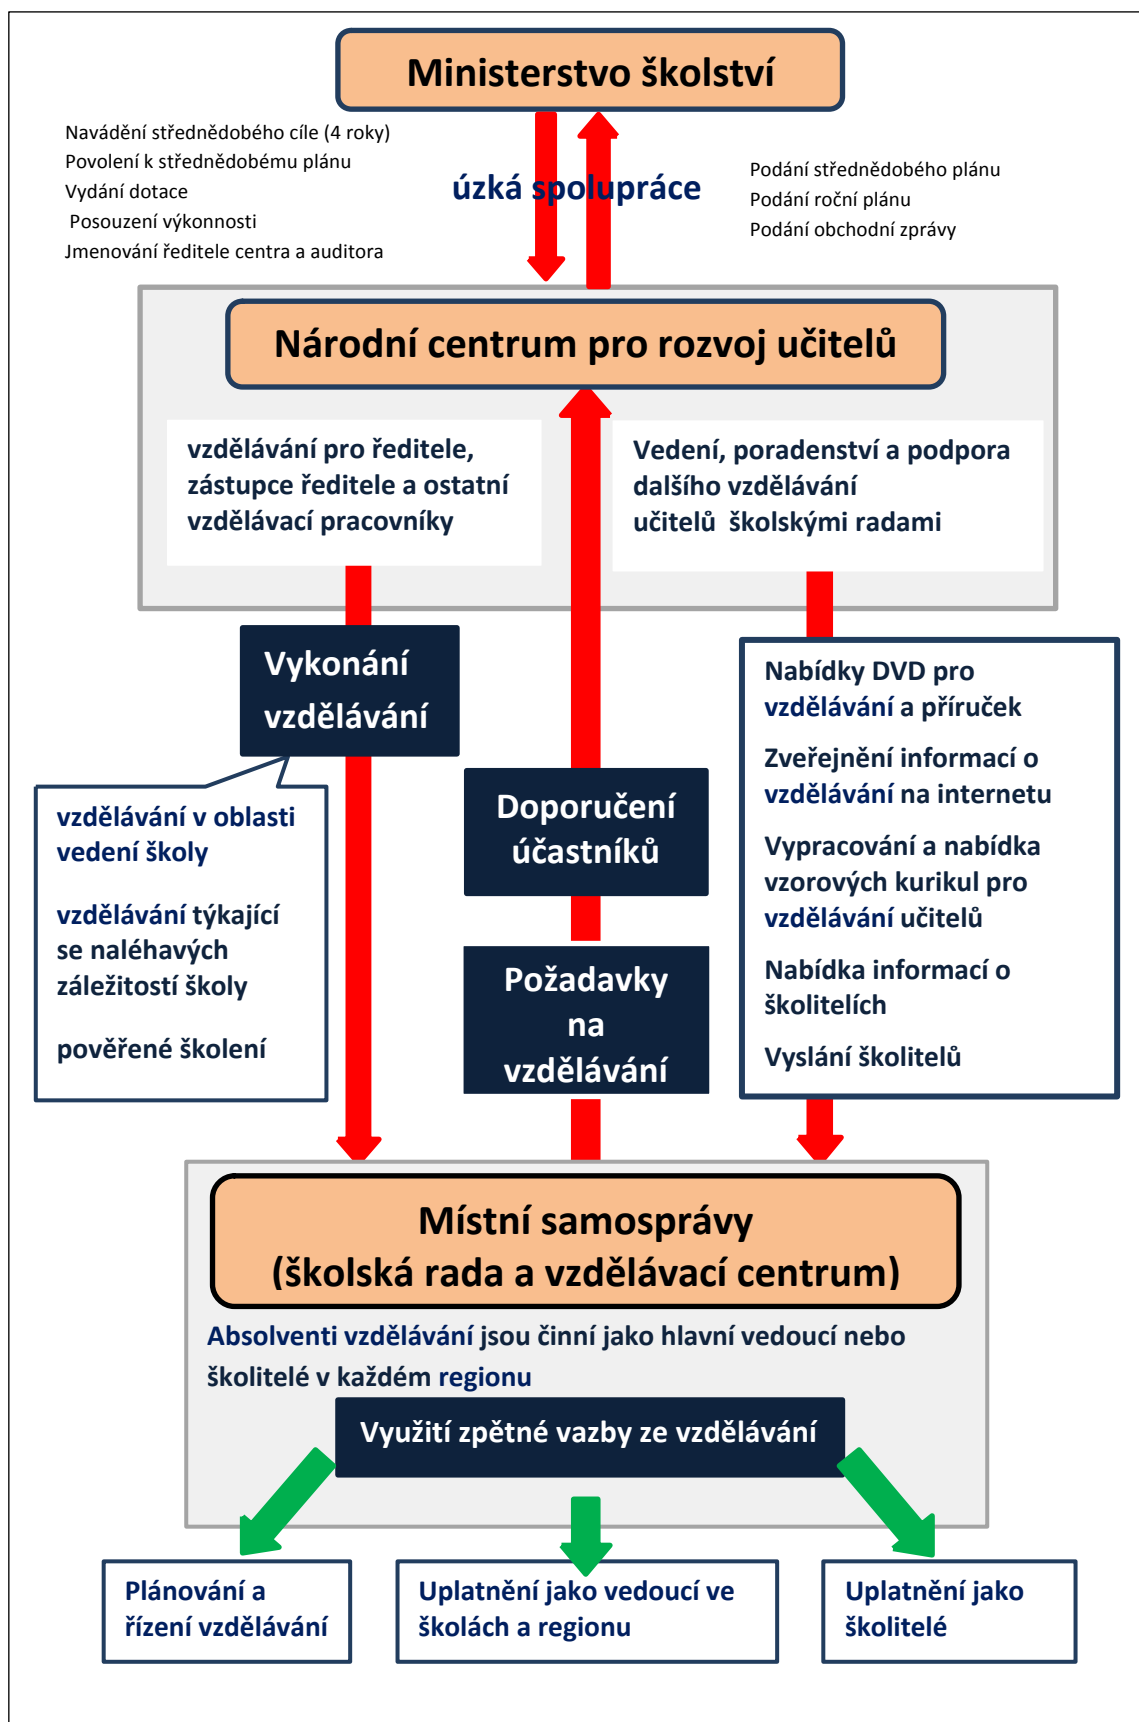 Ministerstvo školství
Navádění střednědobého cíle (4 roky)
Povolení k střednědobému plánu
Vydání dotace
Posouzení výkonnosti
Jmenování ředitele centra a auditora
úzká spolupráce
Podání střednědobého plánu
Podání roční plánu
Podání obchodní zprávy
Národní centrum pro rozvoj učitelů
vzdělávání pro ředitele,
zástupce ředitele a ostatní
vzdělávací pracovníky
Vedení, poradenství a podpora
dalšího vzdělávání
učitelů školskými radami
Vykonání
vzdělávání
vzdělávání v oblasti
vedení školy
vzdělávání týkající
se naléhavých
záležitostí školy
pověřené školení
Doporučení
účastníků
Požadavky
na
vzdělávání
Nabídky DVD pro
vzdělávání a příruček
Zveřejnění informací o
vzdělávání na internetu
Vypracování a nabídka
vzorových kurikul pro
vzdělávání učitelů
Nabídka informací o
školitelích
Vyslání školitelů
Místní samosprávy
(školská rada a vzdělávací centrum)
Absolventi vzdělávání jsou činní jako hlavní vedoucí nebo
školitelé v každém regionu
Využití zpětné vazby ze vzdělávání
Plánování a
řízení vzdělávání
Uplatnění jako vedoucí ve
školách a regionu
Uplatnění jako
školitelé